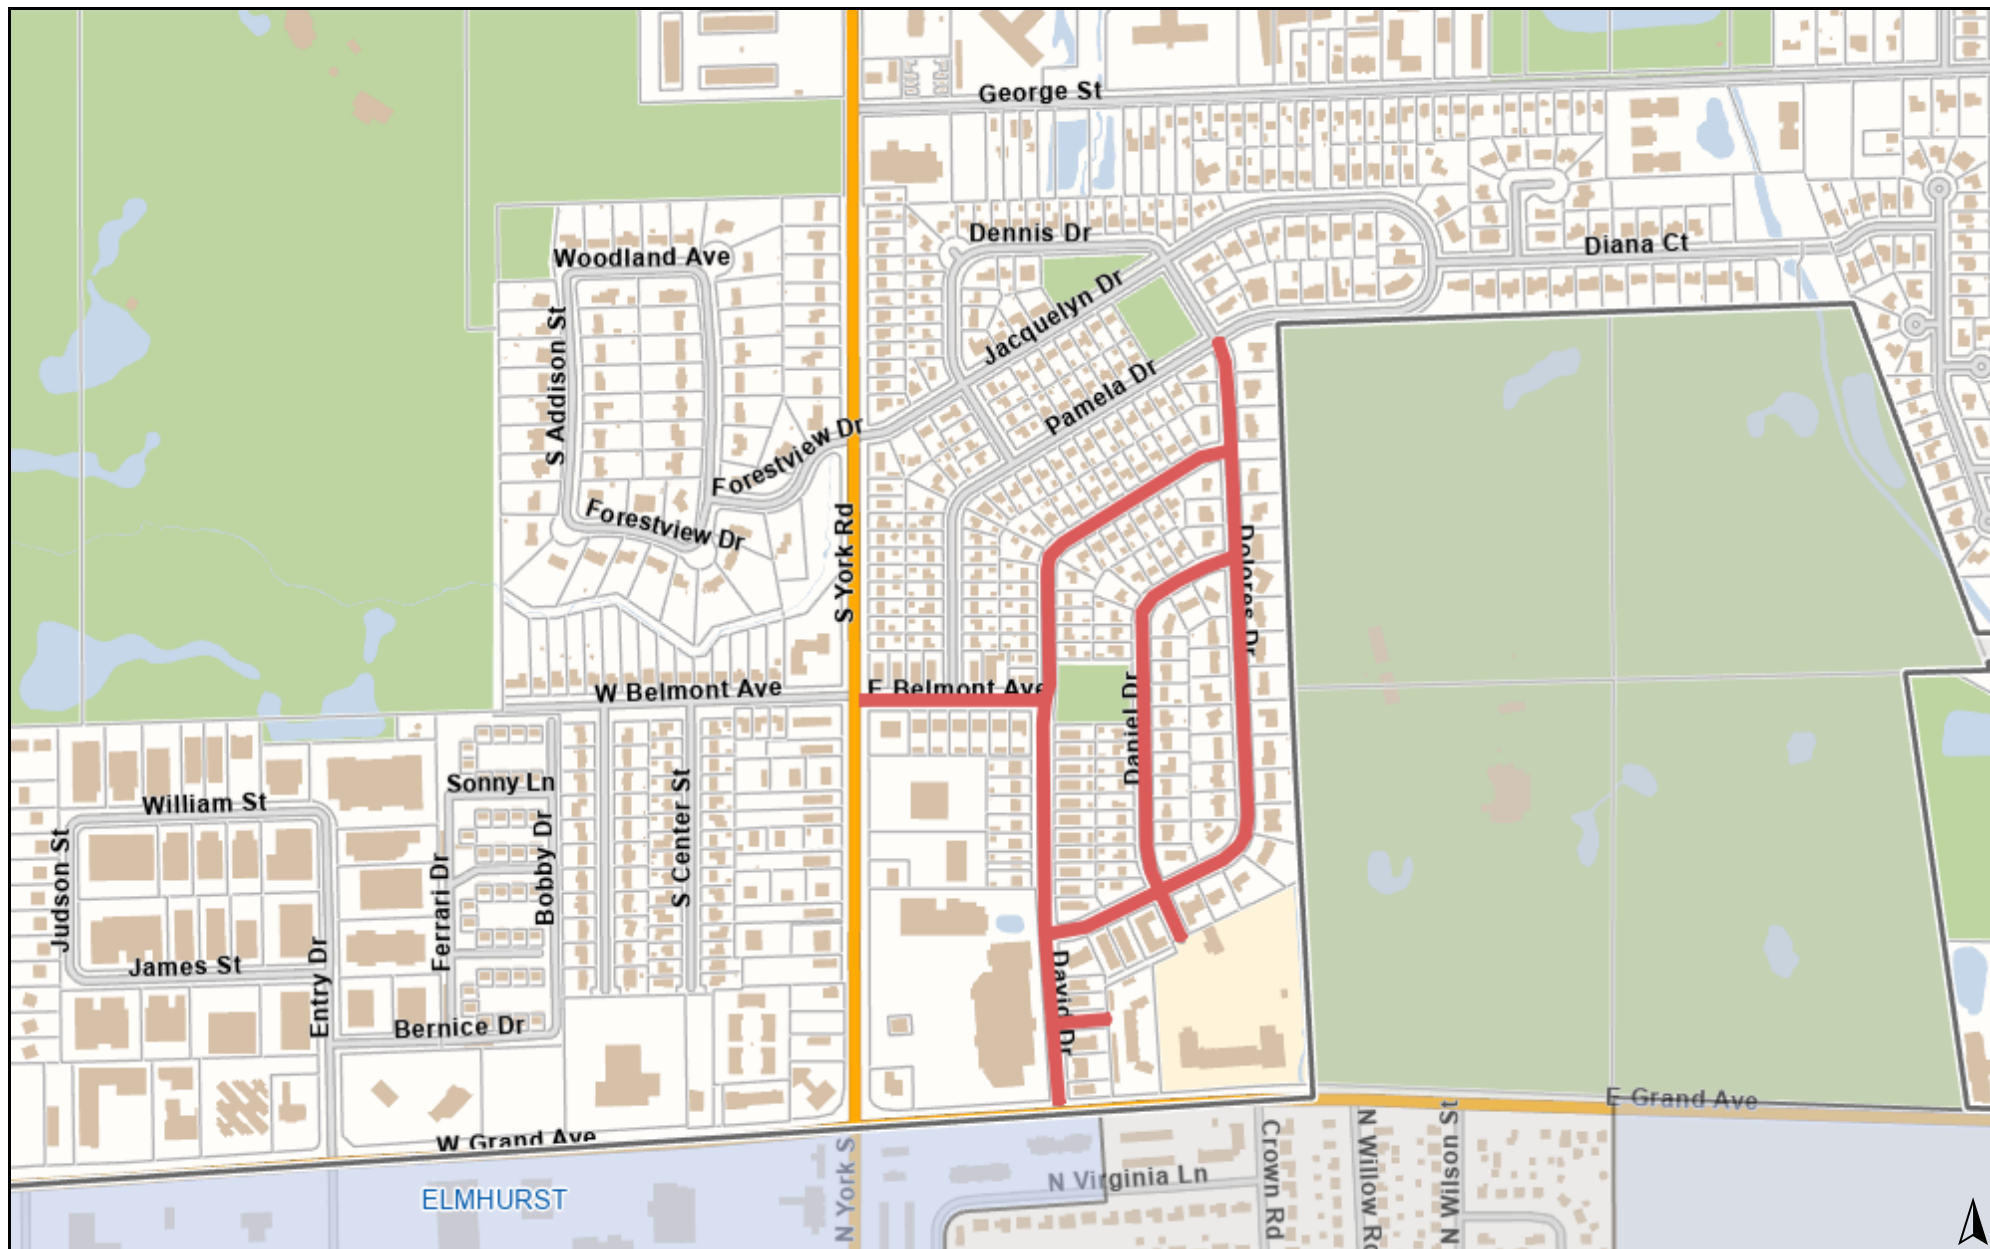 George St
Dennis Dr
Diana Ct
Woodland Ave
Jacquelyn Dr
S Addison St
Pamela Dr
Forestview Dr
Forestview Dr
S York Rd
Dolores Dr
W Belmont Ave
E Belmont Ave
Daniel Dr
Sonny Ln
William St
S Center St
Judson St
Bobby Dr
Ferrari Dr
James St
Entry Dr
David Dr
Bernice Dr
E Grand Ave
W Grand Ave
N York S
N Virginia Ln
Crown Rd
N Willow Rd
N Wilson St
ELMHURST